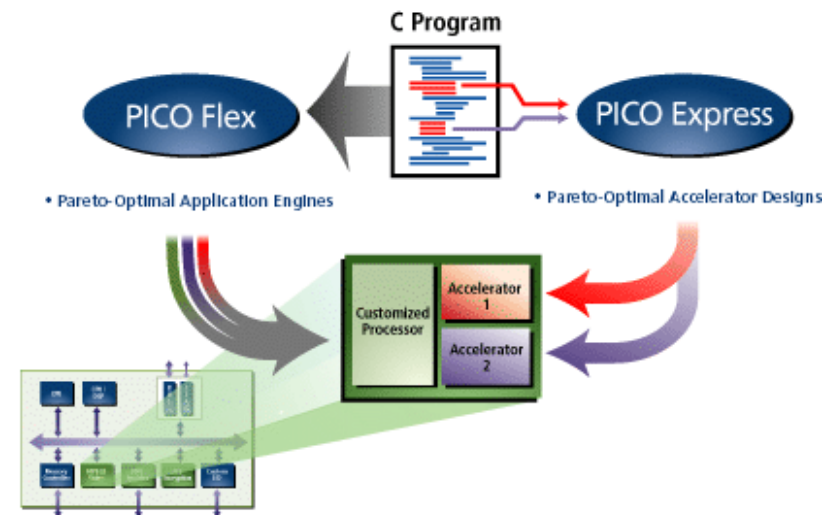 C Program
PICO Flex
PICO Express
• Pareto-Optimal Application Engines
• Pareto-Optimal Accelerator Designs
Customized
Processor
Accelerator
1
Accelerator
2
Memory
Controller